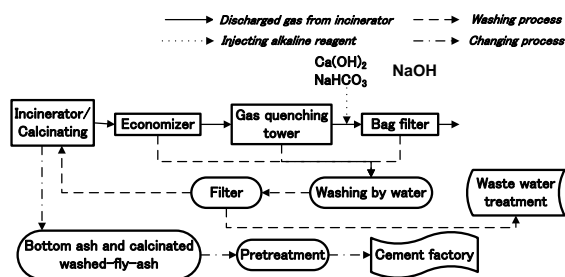 Discharged gas from incinerator
Washing process
Injecting alkaline reagent
Changing process
Ca(OH)₂
NaHCO₃
NaOH
Incinerator/
Calcinating
Economizer
Gas quenching
tower
Bag filter
Filter
Washing by water
Waste water
treatment
Bottom ash and calcinated
washed-fly-ash
Pretreatment
Cement factory